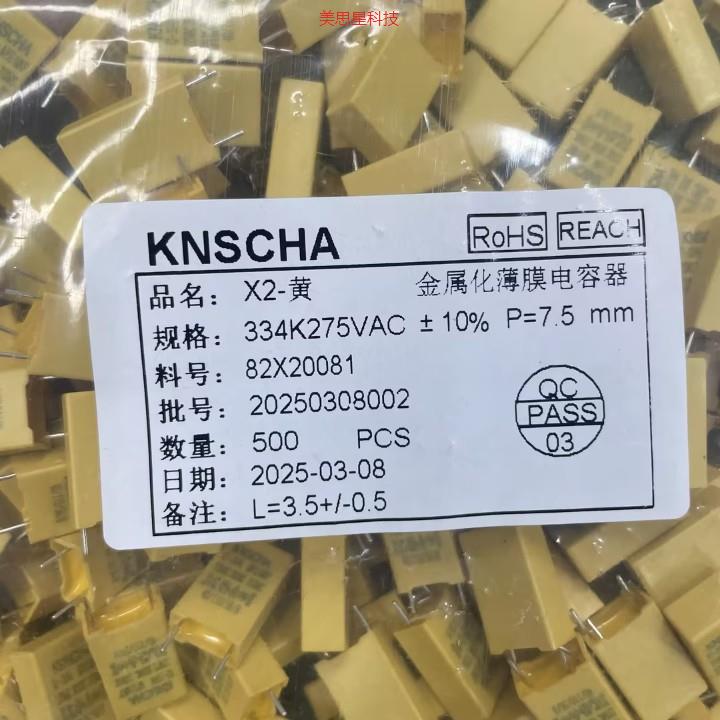 美思星科技
KNSCHA RoHS REACH
品名: X2-黄 金属化薄膜电容器
规格: 334K275VAC ±10% P=7.5 mm
料号: 82X20081
批号: 20250308002
数量: 500 PCS
日期: 2025-03-08
备注: L=3.5+/-0.5
QC
PASS
03
KNSCHA